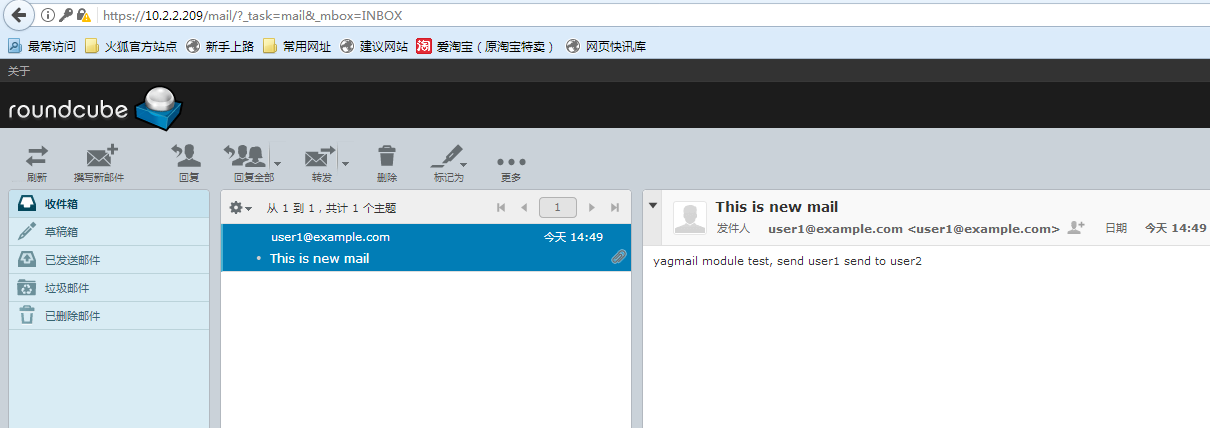 https://10.2.2.209/mail/?_task=mail&_mbox=INBOX
最常访问 火狐官方站点 新手上路 常用网址 建议网站 淘 爱淘宝（原淘宝特卖） 网页快讯库
关于
roundcube
刷新 撰写新邮件 回复 回复全部 转发 删除 标记为 更多
收件箱
草稿箱
已发送邮件
垃圾邮件
已删除邮件
从 1 到 1，共计 1 个主题 1
user1@example.com 今天 14:49
• This is new mail
This is new mail
发件人 user1@example.com <user1@example.com> 日期 今天 14:49
yagmail module test, send user1 send to user2